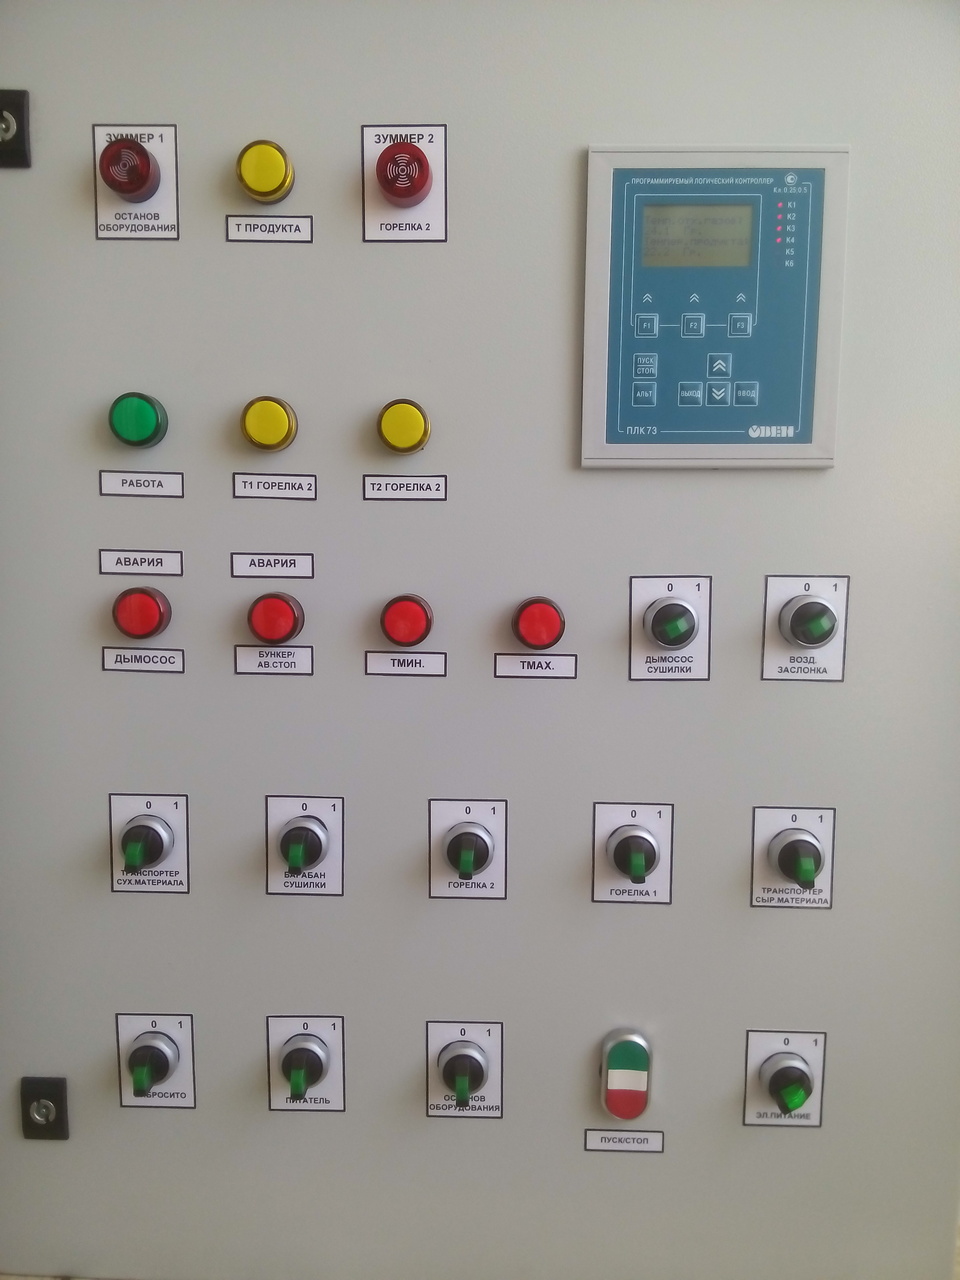 ЗУММЕР 1
ОСТАНОВ
ОБОРУДОВАНИЯ
Т ПРОДУКТА
ЗУММЕР 2
ГОРЕЛКА 2
ПРОГРАММИРУЕМЫЙ ЛОГИЧЕСКИЙ КОНТРОЛЛЕР
К1
К2
К3
К4
К5
К6
F1
F2
F3
ПУСК
СТОП
АЛЬТ
ВЫХОД
ВВОД
ПЛК 73
ОВЕН
РАБОТА
Т1 ГОРЕЛКА 2
Т2 ГОРЕЛКА 2
АВАРИЯ
ДЫМОСОС
АВАРИЯ
БУНКЕР/
АВ.СТОП
ТМИН.
ТМАХ.
0 1
ДЫМОСОС
СУШИЛКИ
0 1
ВОЗД.
ЗАСЛОНКА
0 1
ТРАНСПОРТЕР
СУХ.МАТЕРИАЛА
0 1
БАРАБАН
СУШИЛКИ
0 1
ГОРЕЛКА 2
0 1
ГОРЕЛКА 1
0 1
ТРАНСПОРТЕР
СЫР.МАТЕРИАЛА
0 1
0 1
ПИТАТЕЛЬ
0 1
ОСТАНОВ
ОБОРУДОВАНИЯ
ПУСК/СТОП
0 1
ЭЛ.ПИТАНИЕ